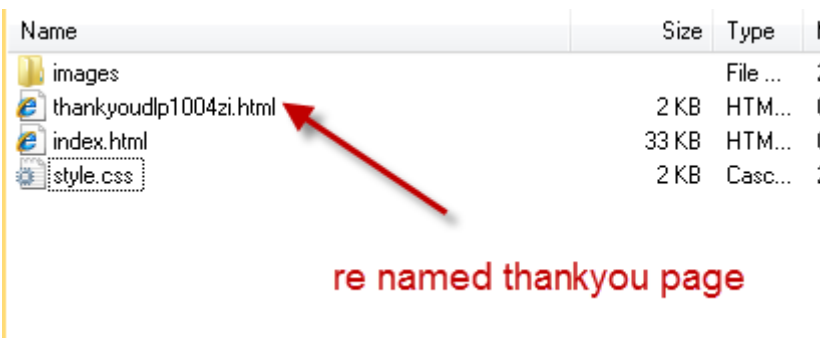 Name Size Type
images File ...
thankyoudlp1004zi.html 2 KB HTM...
index.html 33 KB HTM...
style.css 2 KB Casc...
re named thankyou page